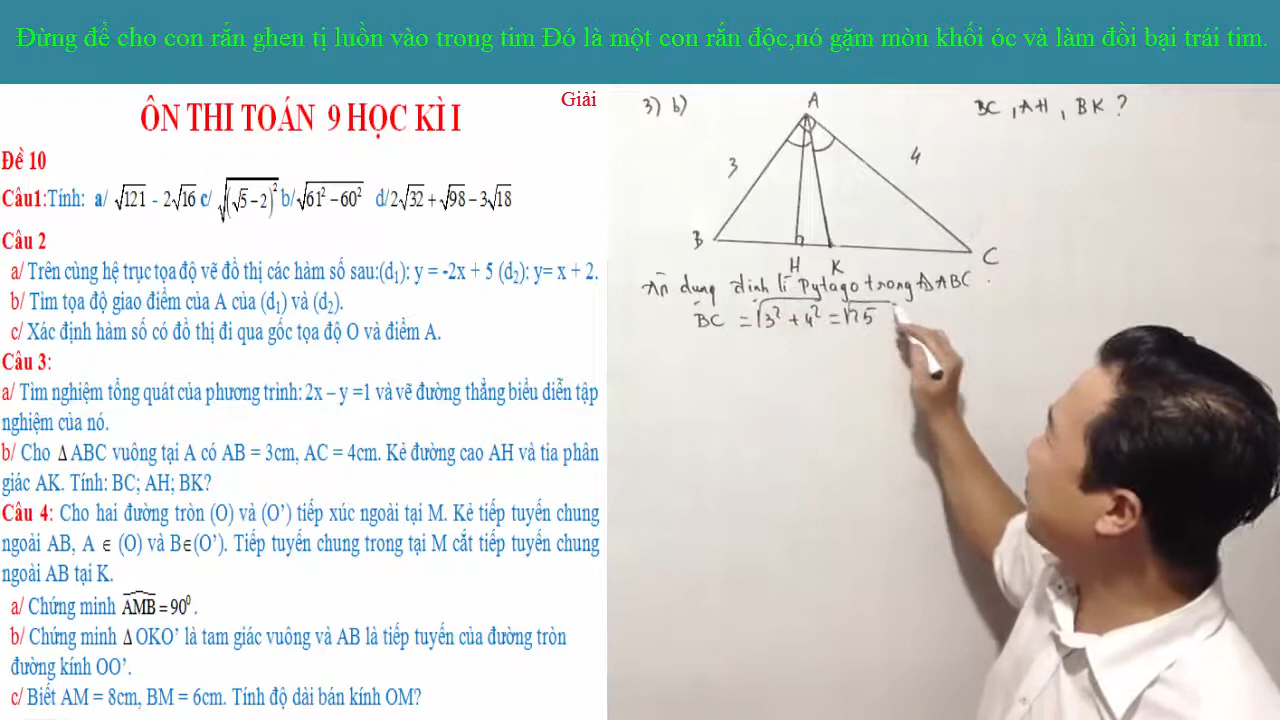 Đừng để cho con rắn ghen tị luồn vào trong tim Đó là một con rắn độc,nó gặm mòn khối óc và làm đồi bại trái tim.
Giải
ÔN THI TOÁN 9 HỌC KÌ I
Đề 10
Câu1:Tính: a/ √121 - 2√16 c/ √(√5−2)² b/√61²−60² d/2√32+√98−3√18
Câu 2
a/ Trên cùng hệ trục tọa độ vẽ đồ thị các hàm số sau:(d₁): y = -2x + 5 (d₂): y= x + 2.
b/ Tìm tọa độ giao điểm của A của (d₁) và (d₂).
c/ Xác định hàm số có đồ thị đi qua gốc tọa độ O và điểm A.
Câu 3:
a/ Tìm nghiệm tổng quát của phương trình: 2x – y =1 và vẽ đường thẳng biểu diễn tập
nghiệm của nó.
b/ Cho Δ ABC vuông tại A có AB = 3cm, AC = 4cm. Kẻ đường cao AH và tia phân
giác AK. Tính: BC; AH; BK?
Câu 4: Cho hai đường tròn (O) và (O’) tiếp xúc ngoài tại M. Kẻ tiếp tuyến chung
ngoài AB, A ∈ (O) và B∈(O’). Tiếp tuyến chung trong tại M cắt tiếp tuyến chung
ngoài AB tại K.
a/ Chứng minh AMB = 90⁰.
b/ Chứng minh Δ OKO’ là tam giác vuông và AB là tiếp tuyến của đường tròn
đường kính OO’.
c/ Biết AM = 8cm, BM = 6cm. Tính độ dài bán kính OM?
3) b)
BC , AH , BK ?
A
3
4
B
H
K
C
dụng định lí Pytago trong Δ ABC
BC = √3² + 4² = √25